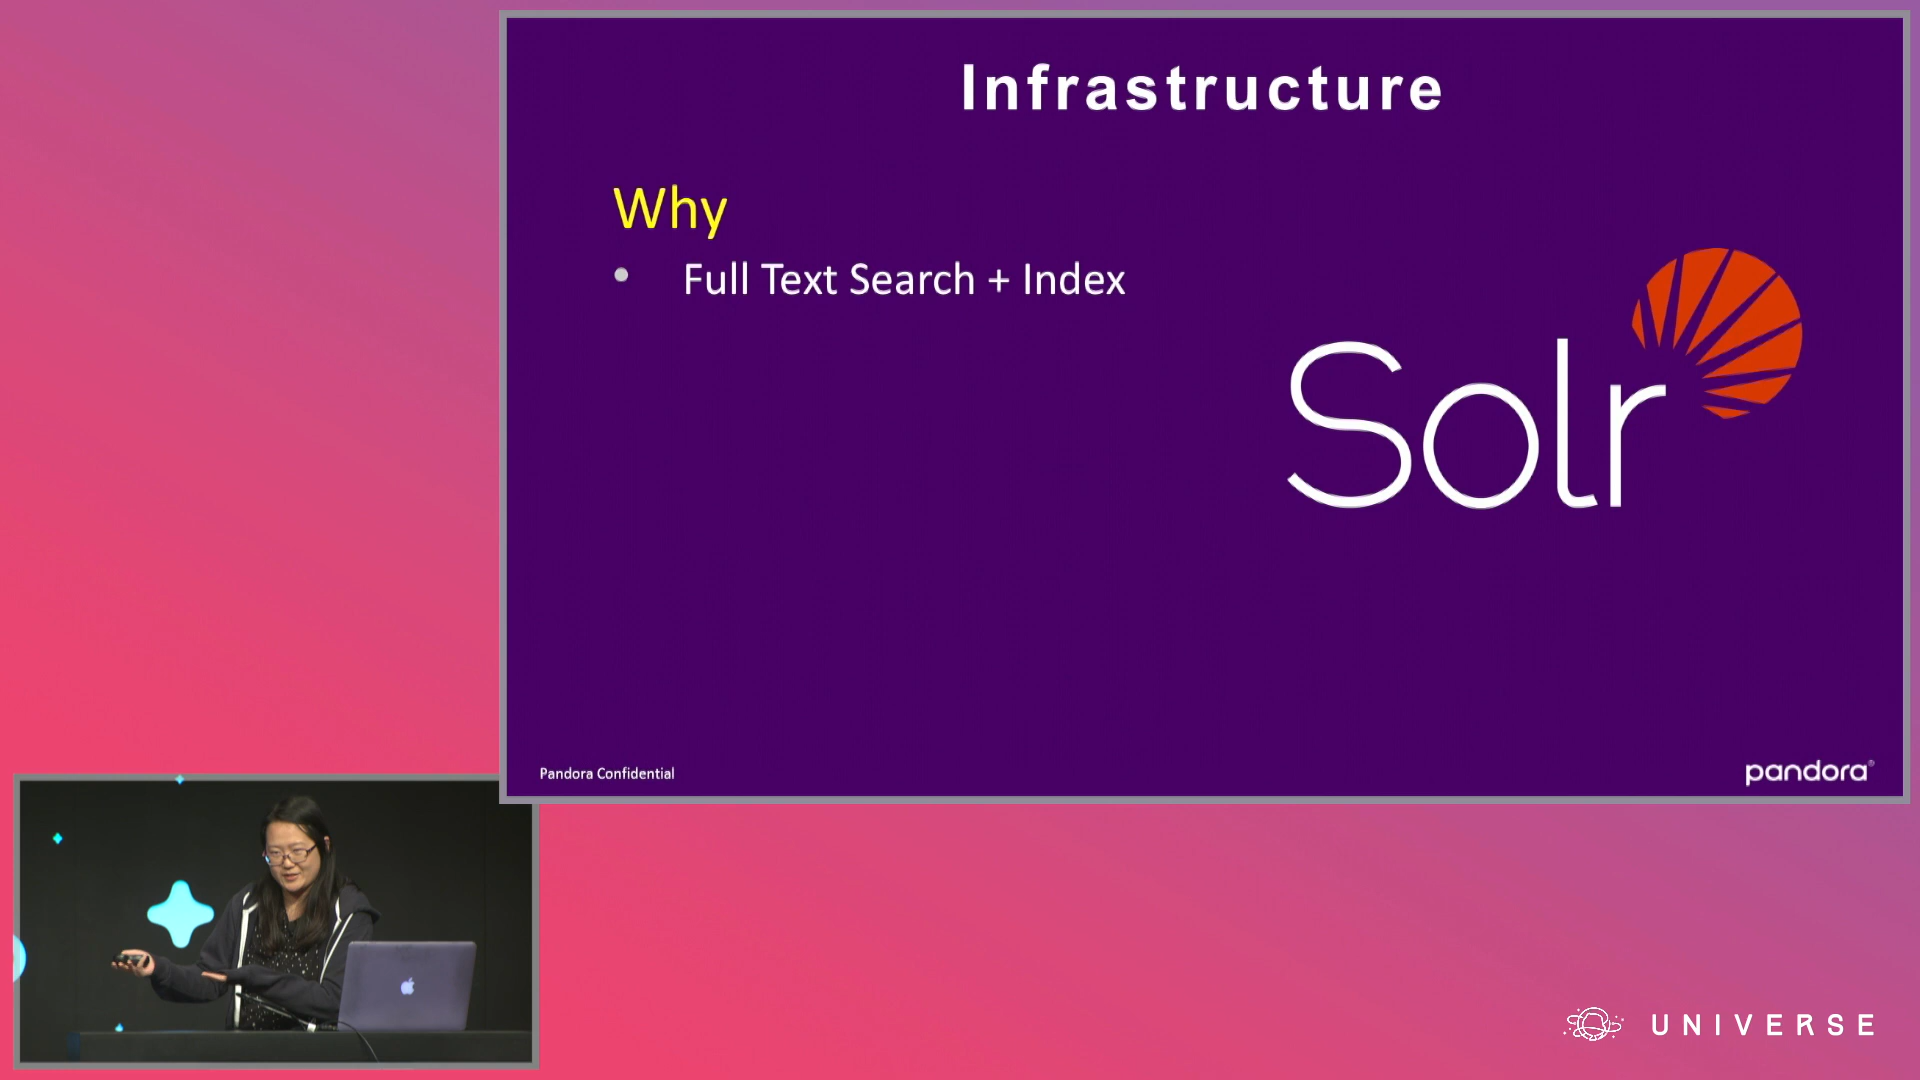 Infrastructure
Why
• Full Text Search + Index
Solr
Pandora Confidential
pandora®
UNIVERSE